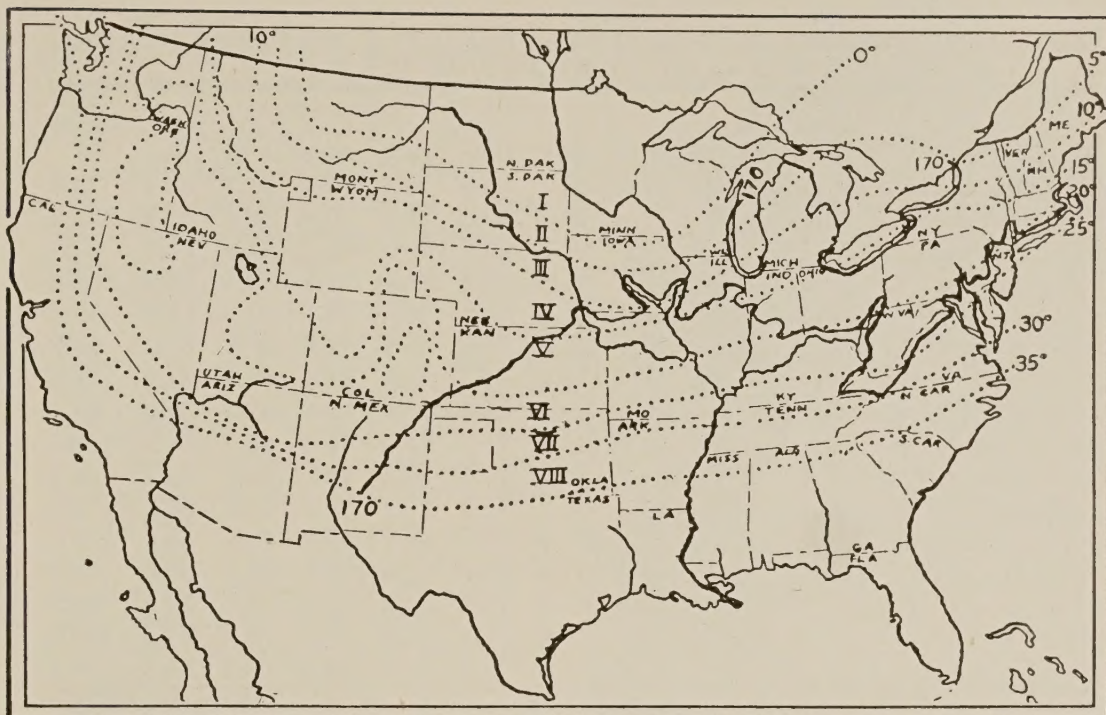 10°
0°
5°
10°
15°
20°
25°
30°
35°
WASH
ORE
CAL
IDAHO
NEV
UTAH
ARIZ
MONT
WYOM
COL
N. MEX
N. DAK
S. DAK
I
II
III
IV
V
VI
VII
VIII
NEB
KAN
MINN
IOWA
ILL
170
170
170
MICH
IND
OHIO
NY
PA
VER
NH
ME
W VA
VA
N CAR
S. CAR
KY
TENN
MO
ARK
MISS
ALA
OKLA
TEXAS
LA
GA
FLA